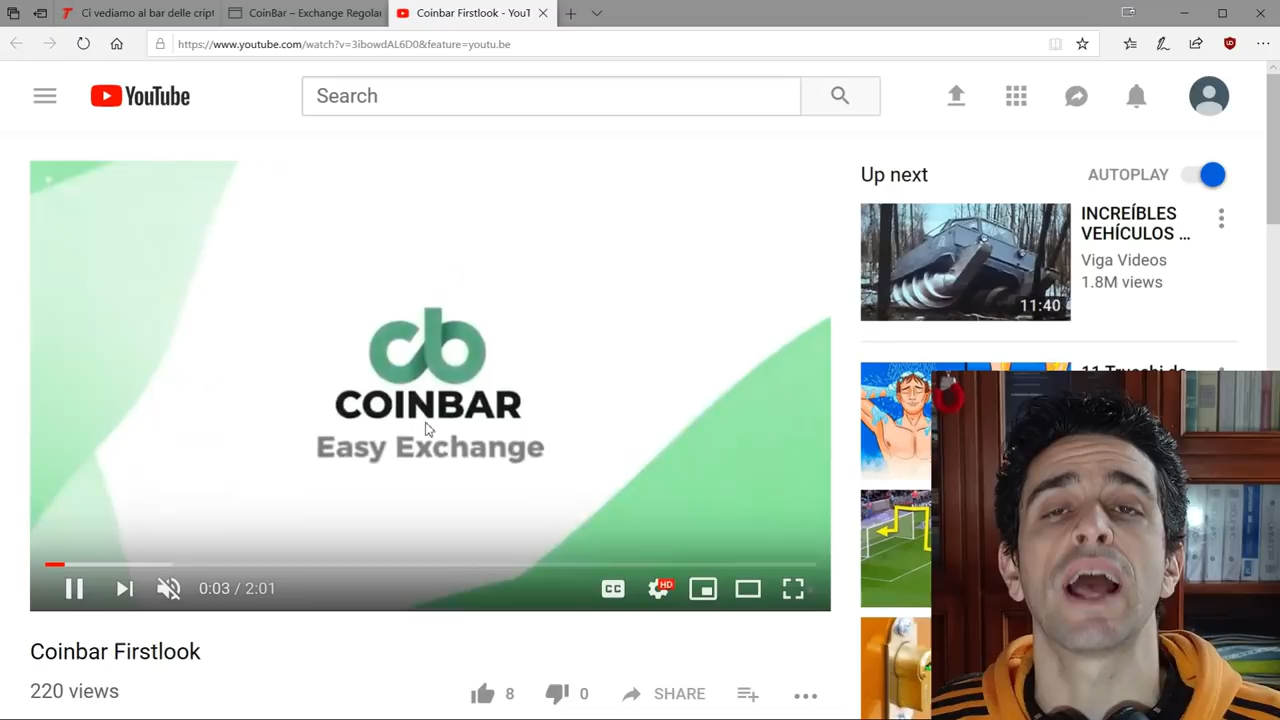 Ci vediamo al bar delle cript
CoinBar – Exchange Regolar
Coinbar Firstlook - YouT
https://www.youtube.com/watch?v=3ibowdAL6D0&feature=youtu.be
YouTube
Search
COINBAR
Easy Exchange
0:03 / 2:01
CC
HD
Coinbar Firstlook
220 views
8
0
SHARE
Up next
AUTOPLAY
INCREÍBLES
VEHÍCULOS ...
Viga Videos
1.8M views
11:40